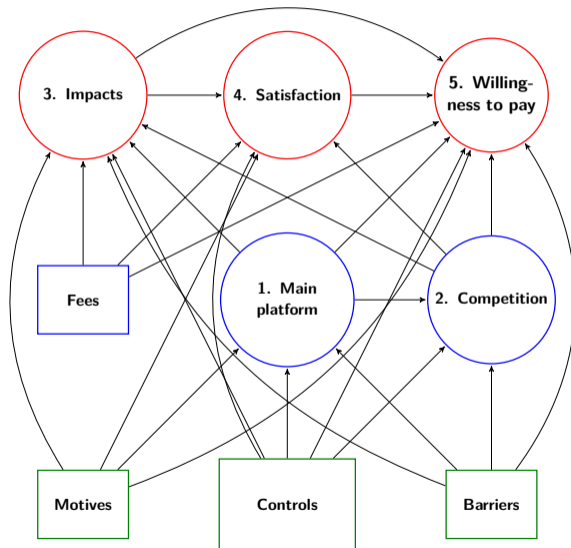 3. Impacts
4. Satisfaction
5. Willing-
ness to pay
Fees
1. Main
platform
2. Competition
Motives
Controls
Barriers